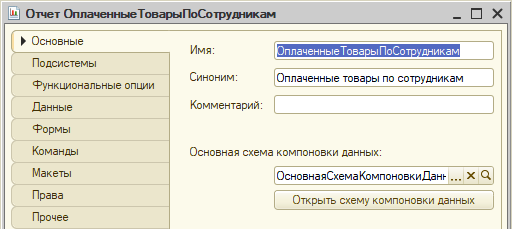 Отчет ОплаченныеТоварыПоСотрудникам
Основные
Подсистемы
Функциональные опции
Данные
Формы
Команды
Макеты
Права
Прочее
Имя: ОплаченныеТоварыПоСотрудникам
Синоним: Оплаченные товары по сотрудникам
Комментарий:
Основная схема компоновки данных:
ОсновнаяСхемаКомпоновкиДанн ...
Открыть схему компоновки данных